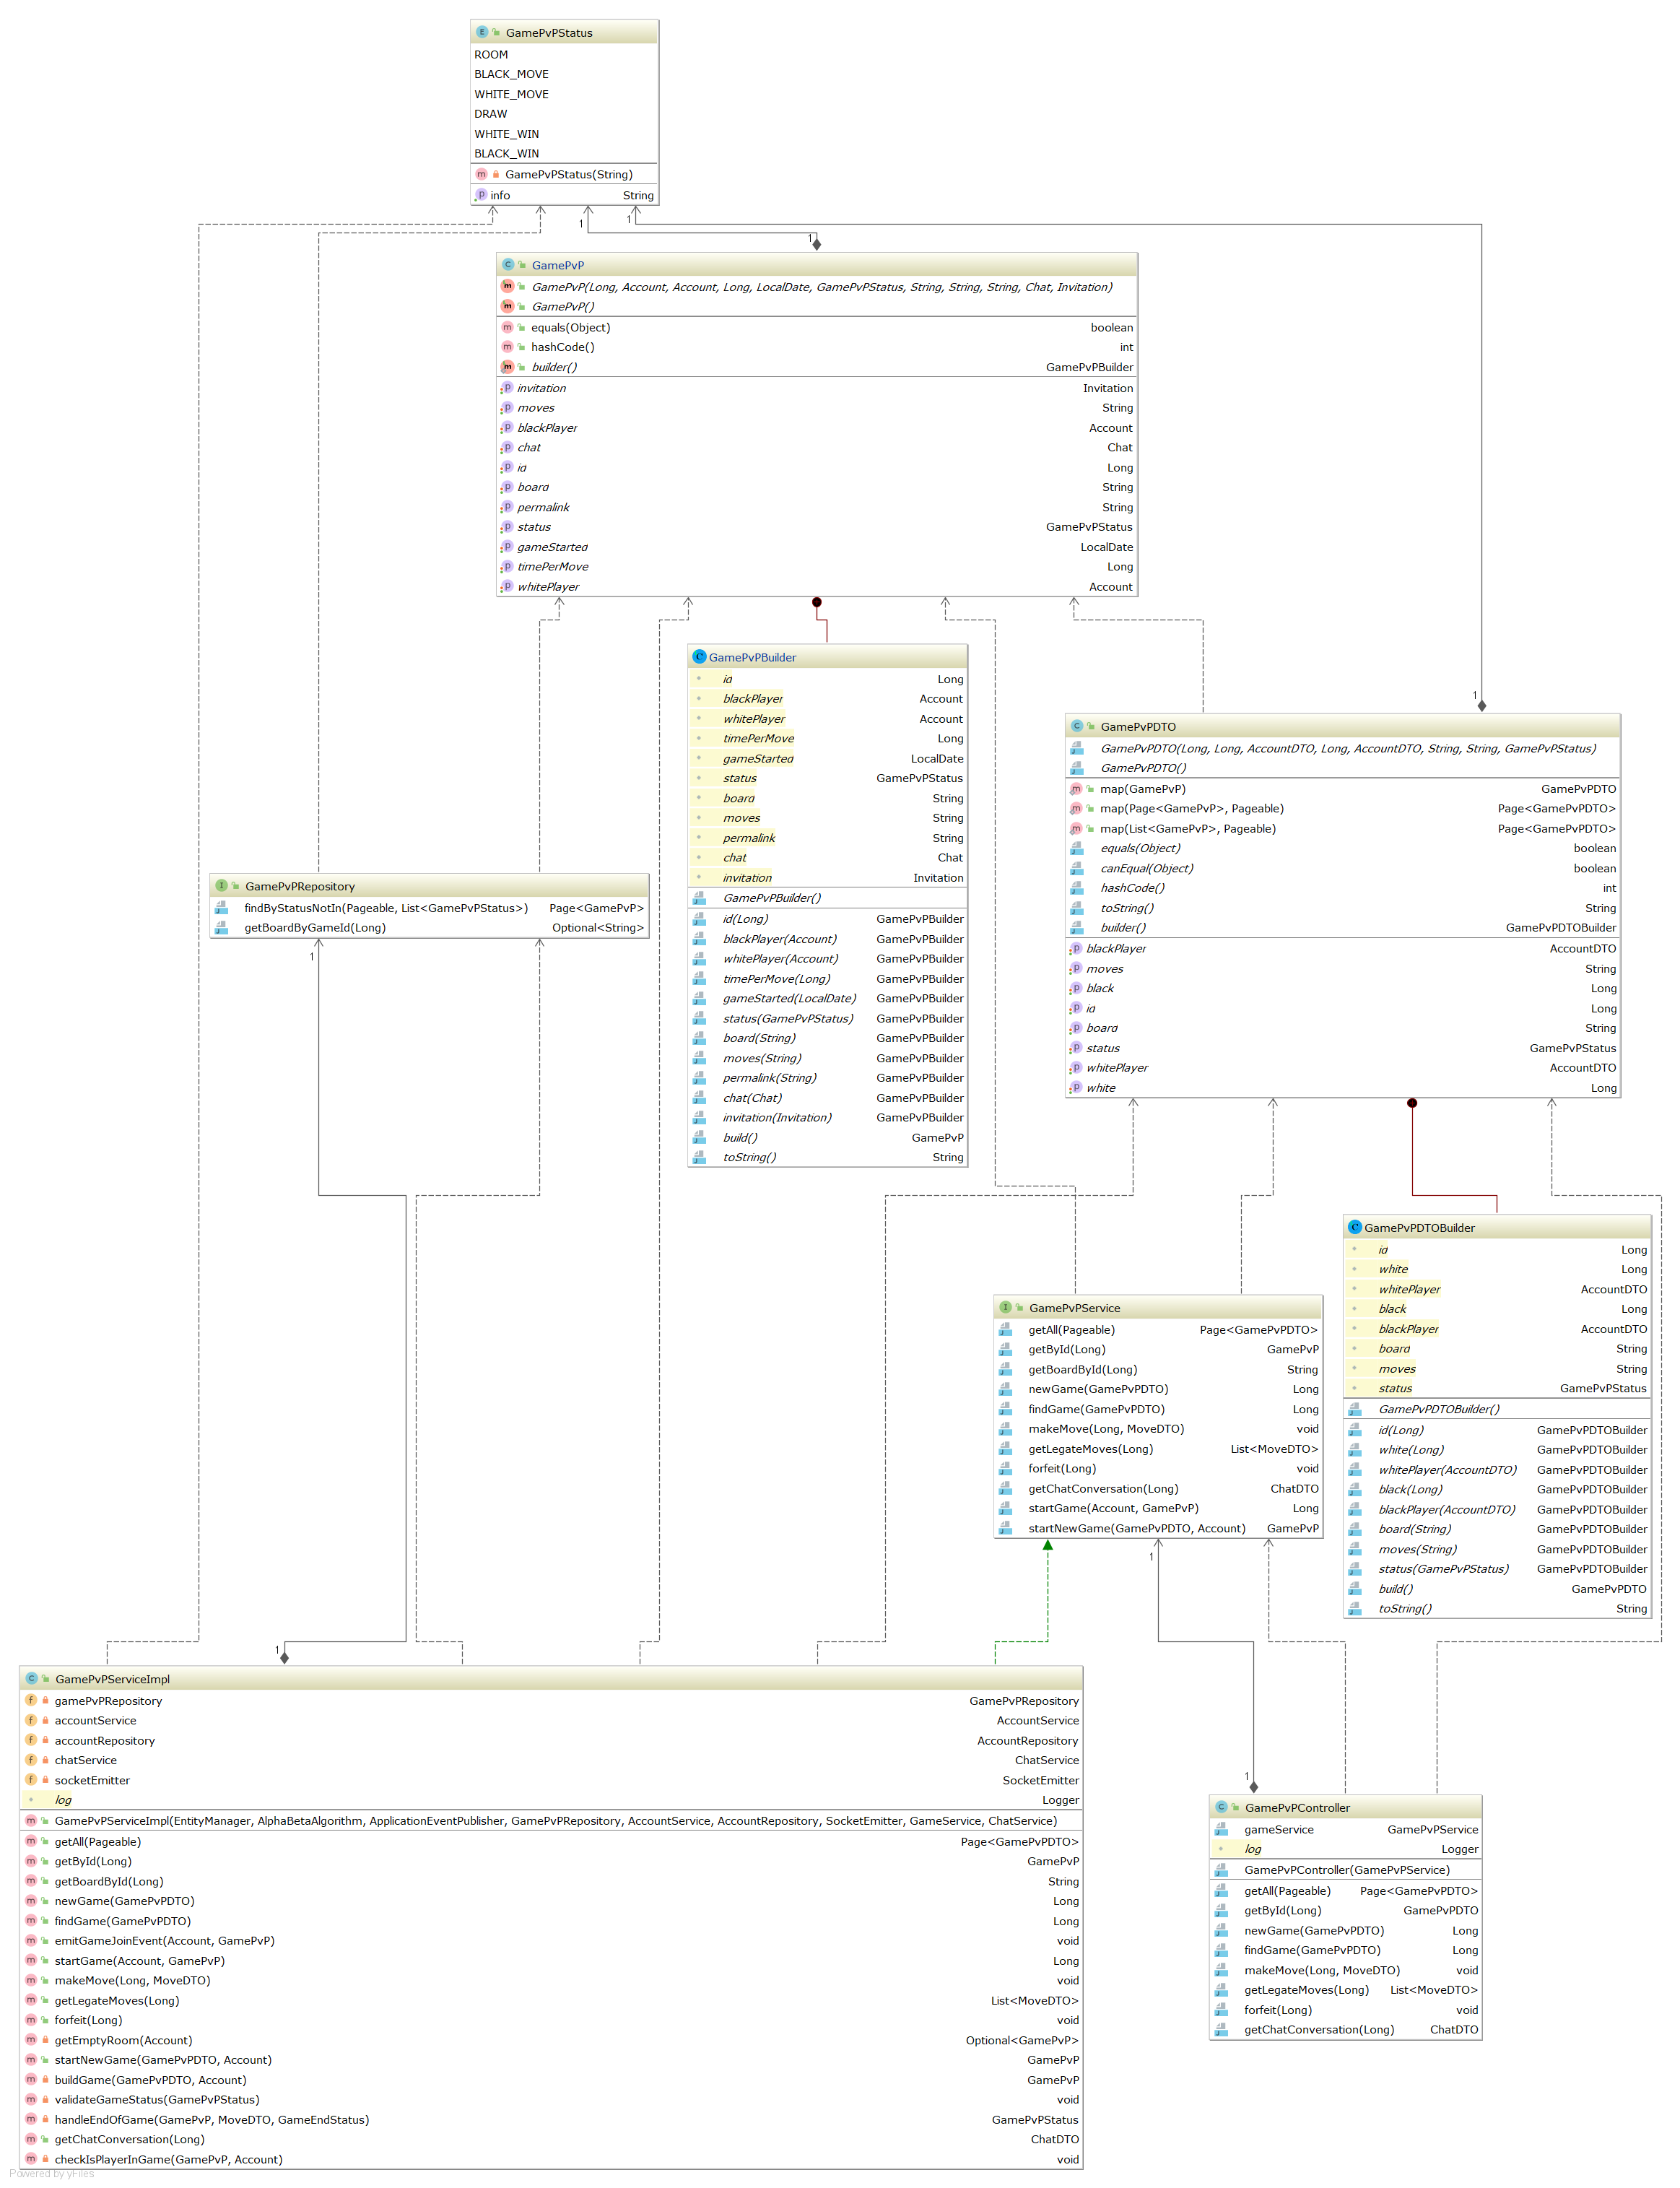 GamePvPStatus
ROOM
BLACK_MOVE
WHITE_MOVE
DRAW
WHITE_WIN
BLACK_WIN
GamePvPStatus(String)
info String
1
1
1
GamePvP
GamePvP(Long, Account, Account, Long, LocalDate, GamePvPStatus, String, String, String, Chat, Invitation)
GamePvP()
equals(Object) boolean
hashCode() int
builder() GamePvPBuilder
invitation Invitation
moves String
blackPlayer Account
chat Chat
id Long
board String
permalink String
status GamePvPStatus
gameStarted LocalDate
timePerMove Long
whitePlayer Account
GamePvPBuilder
id Long
blackPlayer Account
whitePlayer Account
timePerMove Long
gameStarted LocalDate
status GamePvPStatus
board String
moves String
permalink String
chat Chat
invitation Invitation
GamePvPBuilder()
id(Long) GamePvPBuilder
blackPlayer(Account) GamePvPBuilder
whitePlayer(Account) GamePvPBuilder
timePerMove(Long) GamePvPBuilder
gameStarted(LocalDate) GamePvPBuilder
status(GamePvPStatus) GamePvPBuilder
board(String) GamePvPBuilder
moves(String) GamePvPBuilder
permalink(String) GamePvPBuilder
chat(Chat) GamePvPBuilder
invitation(Invitation) GamePvPBuilder
build() GamePvP
toString() String
1
GamePvPDTO
GamePvPDTO(Long, Long, AccountDTO, Long, AccountDTO, String, String, GamePvPStatus)
GamePvPDTO()
map(GamePvP) GamePvPDTO
map(Page<GamePvP>, Pageable) Page<GamePvPDTO>
map(List<GamePvP>, Pageable) Page<GamePvPDTO>
equals(Object) boolean
canEqual(Object) boolean
hashCode() int
toString() String
builder() GamePvPDTOBuilder
blackPlayer AccountDTO
moves String
black Long
id Long
board String
status GamePvPStatus
whitePlayer AccountDTO
white Long
GamePvPRepository
findByStatusNotIn(Pageable, List<GamePvPStatus>) Page<GamePvP>
getBoardByGameId(Long) Optional<String>
1
GamePvPDTOBuilder
id Long
white Long
whitePlayer AccountDTO
black Long
blackPlayer AccountDTO
board String
moves String
status GamePvPStatus
GamePvPDTOBuilder()
id(Long) GamePvPDTOBuilder
white(Long) GamePvPDTOBuilder
whitePlayer(AccountDTO) GamePvPDTOBuilder
black(Long) GamePvPDTOBuilder
blackPlayer(AccountDTO) GamePvPDTOBuilder
board(String) GamePvPDTOBuilder
moves(String) GamePvPDTOBuilder
status(GamePvPStatus) GamePvPDTOBuilder
build() GamePvPDTO
toString() String
GamePvPService
getAll(Pageable) Page<GamePvPDTO>
getById(Long) GamePvP
getBoardById(Long) String
newGame(GamePvPDTO) Long
findGame(GamePvPDTO) Long
makeMove(Long, MoveDTO) void
getLegateMoves(Long) List<MoveDTO>
forfeit(Long) void
getChatConversation(Long) ChatDTO
startGame(Account, GamePvP) Long
startNewGame(GamePvPDTO, Account) GamePvP
1
1
GamePvPServiceImpl
gamePvPRepository GamePvPRepository
accountService AccountService
accountRepository AccountRepository
chatService ChatService
socketEmitter SocketEmitter
log Logger
GamePvPServiceImpl(EntityManager, AlphaBetaAlgorithm, ApplicationEventPublisher, GamePvPRepository, AccountService, AccountRepository, SocketEmitter, GameService, ChatService)
getAll(Pageable) Page<GamePvPDTO>
getById(Long) GamePvP
getBoardById(Long) String
newGame(GamePvPDTO) Long
findGame(GamePvPDTO) Long
emitGameJoinEvent(Account, GamePvP) void
startGame(Account, GamePvP) Long
makeMove(Long, MoveDTO) void
getLegateMoves(Long) List<MoveDTO>
forfeit(Long) void
getEmptyRoom(Account) Optional<GamePvP>
startNewGame(GamePvPDTO, Account) GamePvP
buildGame(GamePvPDTO, Account) GamePvP
validateGameStatus(GamePvPStatus) void
handleEndOfGame(GamePvP, MoveDTO, GameEndStatus) GamePvPStatus
getChatConversation(Long) ChatDTO
checkIsPlayerInGame(GamePvP, Account) void
1
GamePvPController
gameService GamePvPService
log Logger
GamePvPController(GamePvPService)
getAll(Pageable) Page<GamePvPDTO>
getById(Long) GamePvPDTO
newGame(GamePvPDTO) Long
findGame(GamePvPDTO) Long
makeMove(Long, MoveDTO) void
getLegateMoves(Long) List<MoveDTO>
forfeit(Long) void
getChatConversation(Long) ChatDTO
Powered by yFiles